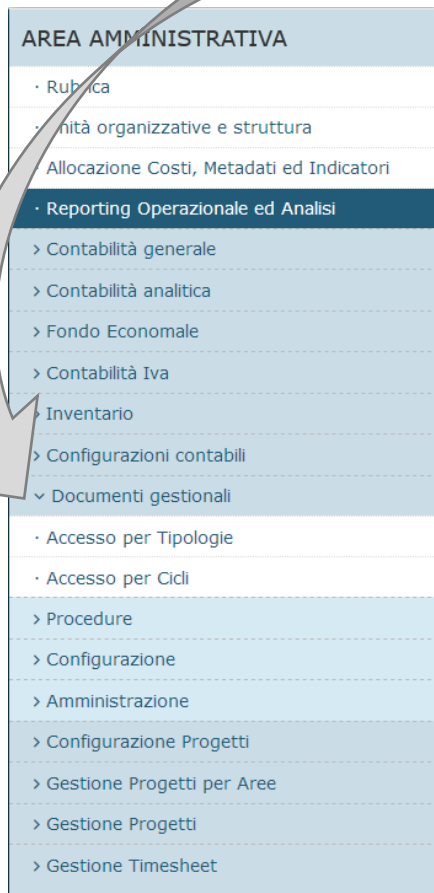 AREA AMMINISTRATIVA
· Rubrica
nità organizzative e struttura
· Allocazione Costi, Metadati ed Indicatori
· Reporting Operazionale ed Analisi
> Contabilità generale
> Contabilità analitica
> Fondo Economale
> Contabilità Iva
> Inventario
> Configurazioni contabili
⌄ Documenti gestionali
· Accesso per Tipologie
· Accesso per Cicli
> Procedure
> Configurazione
> Amministrazione
> Configurazione Progetti
> Gestione Progetti per Aree
> Gestione Progetti
> Gestione Timesheet